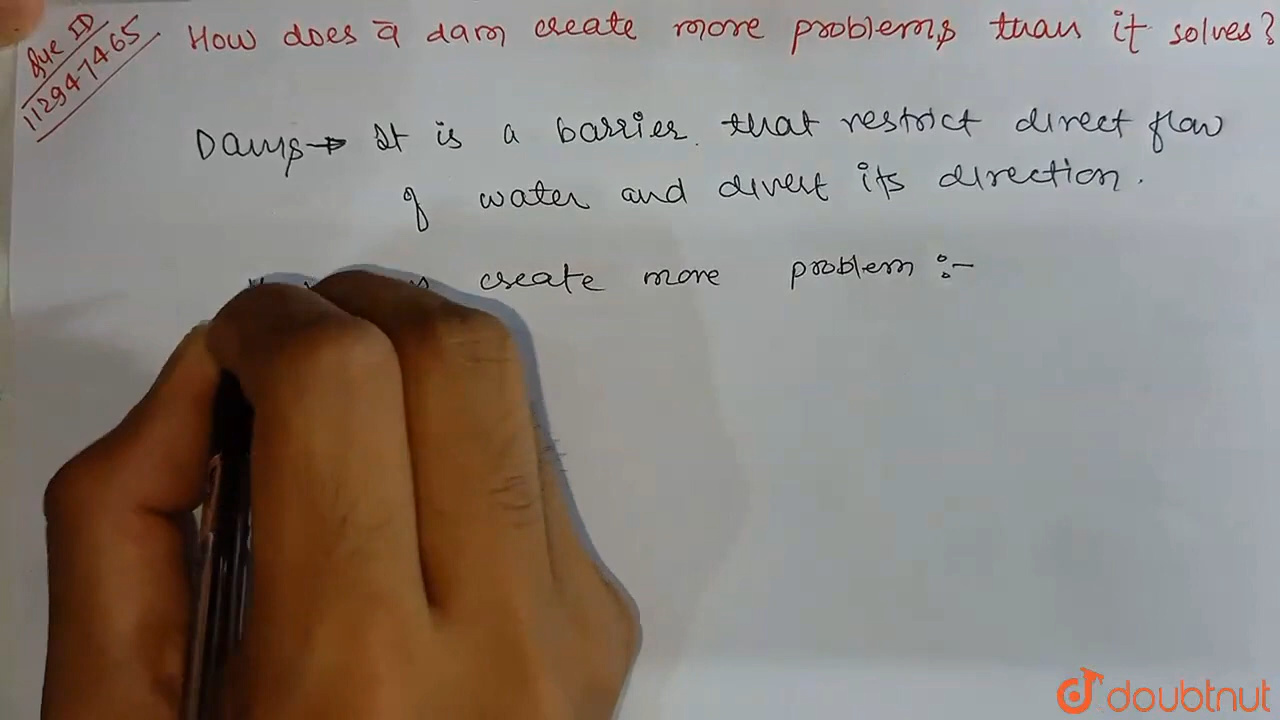 Que ID
112947465
How does a dam create more problems than it solves?
Dams → It is a barrier that restrict direct flow
of water and divert its direction.
create more problem :-
doubtnut